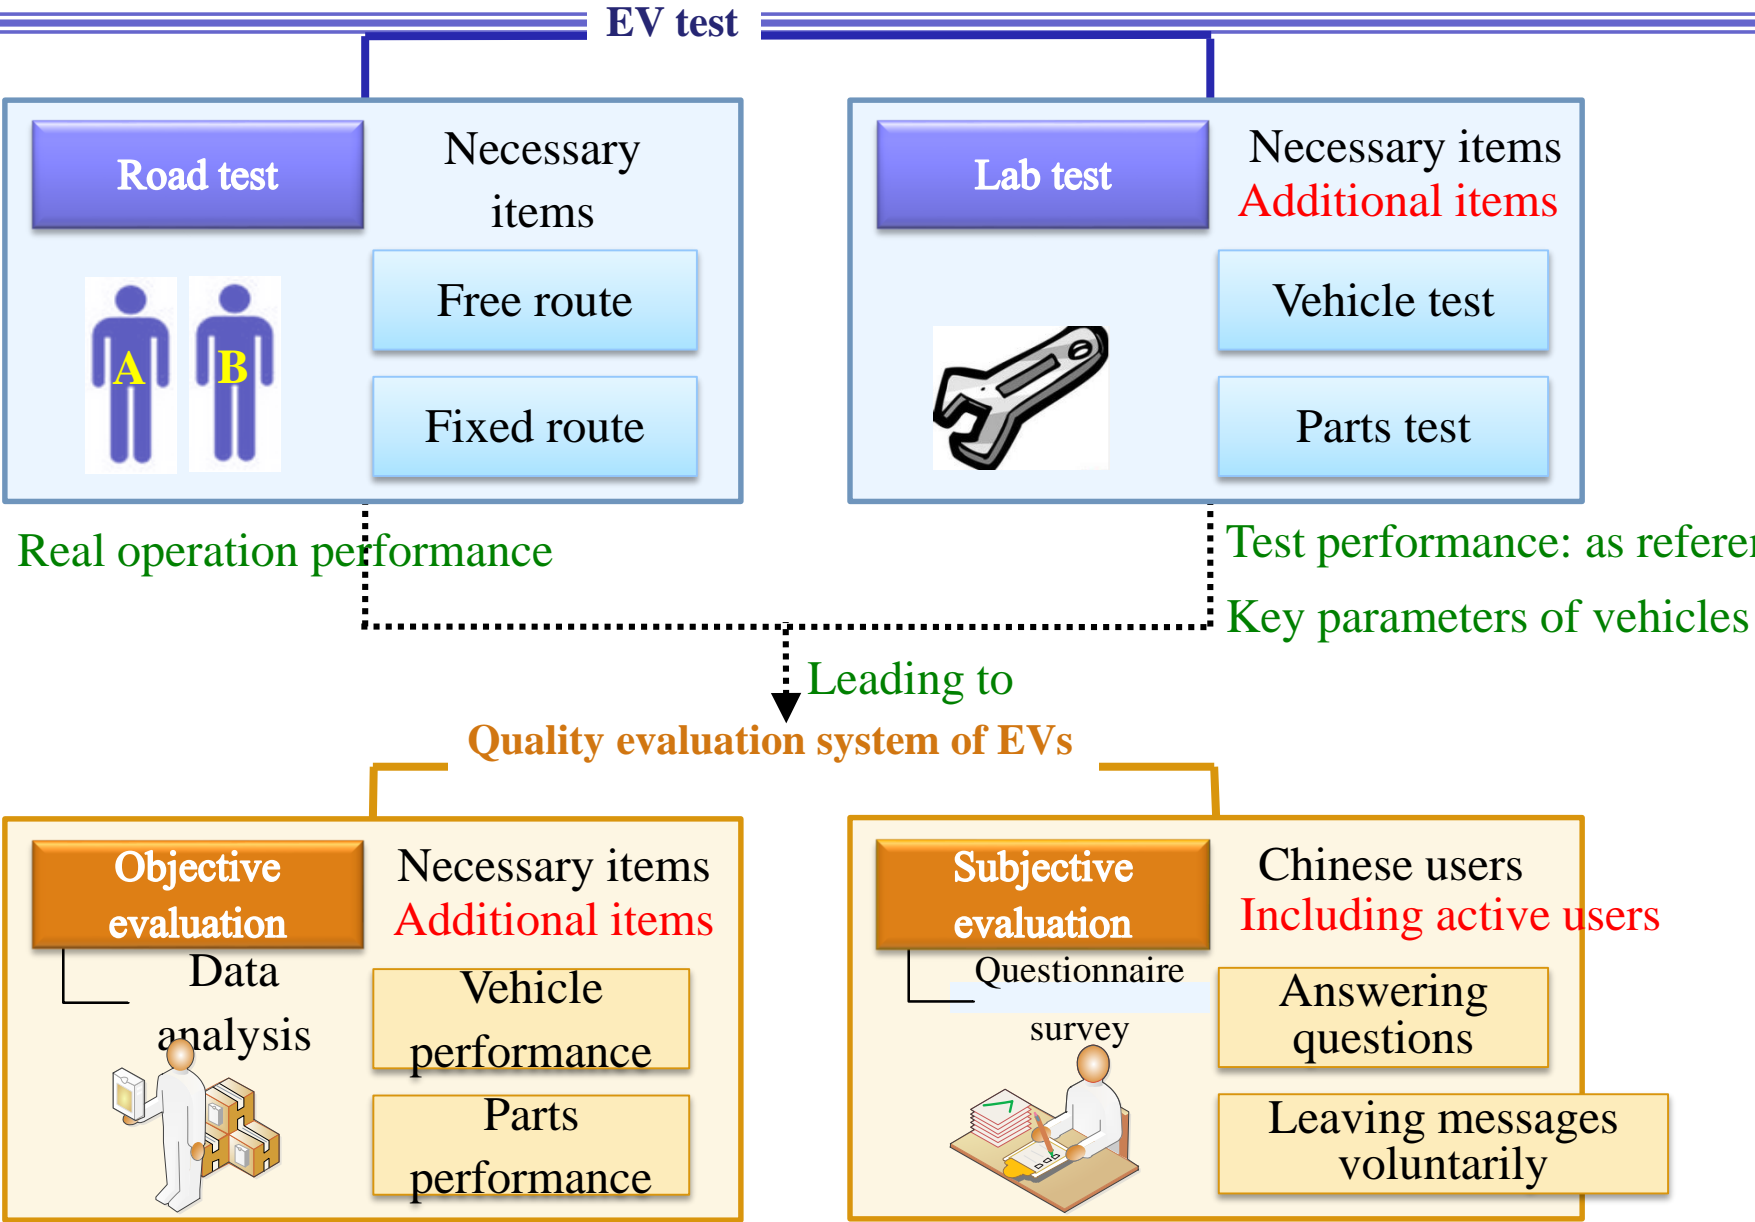 EV test
Road test
Necessary
items
A
B
Free route
Fixed route
Lab test
Necessary items
Additional items
Vehicle test
Parts test
Real operation performance
Test performance: as
Key parameters of vehicles
Leading to
Quality evaluation system of EVs
Objective
evaluation
Necessary items
Additional items
Data
analysis
Vehicle
performance
Parts
performance
Subjective
evaluation
Chinese users
Including active users
Questionnaire
survey
Answering
questions
Leaving messages
voluntarily